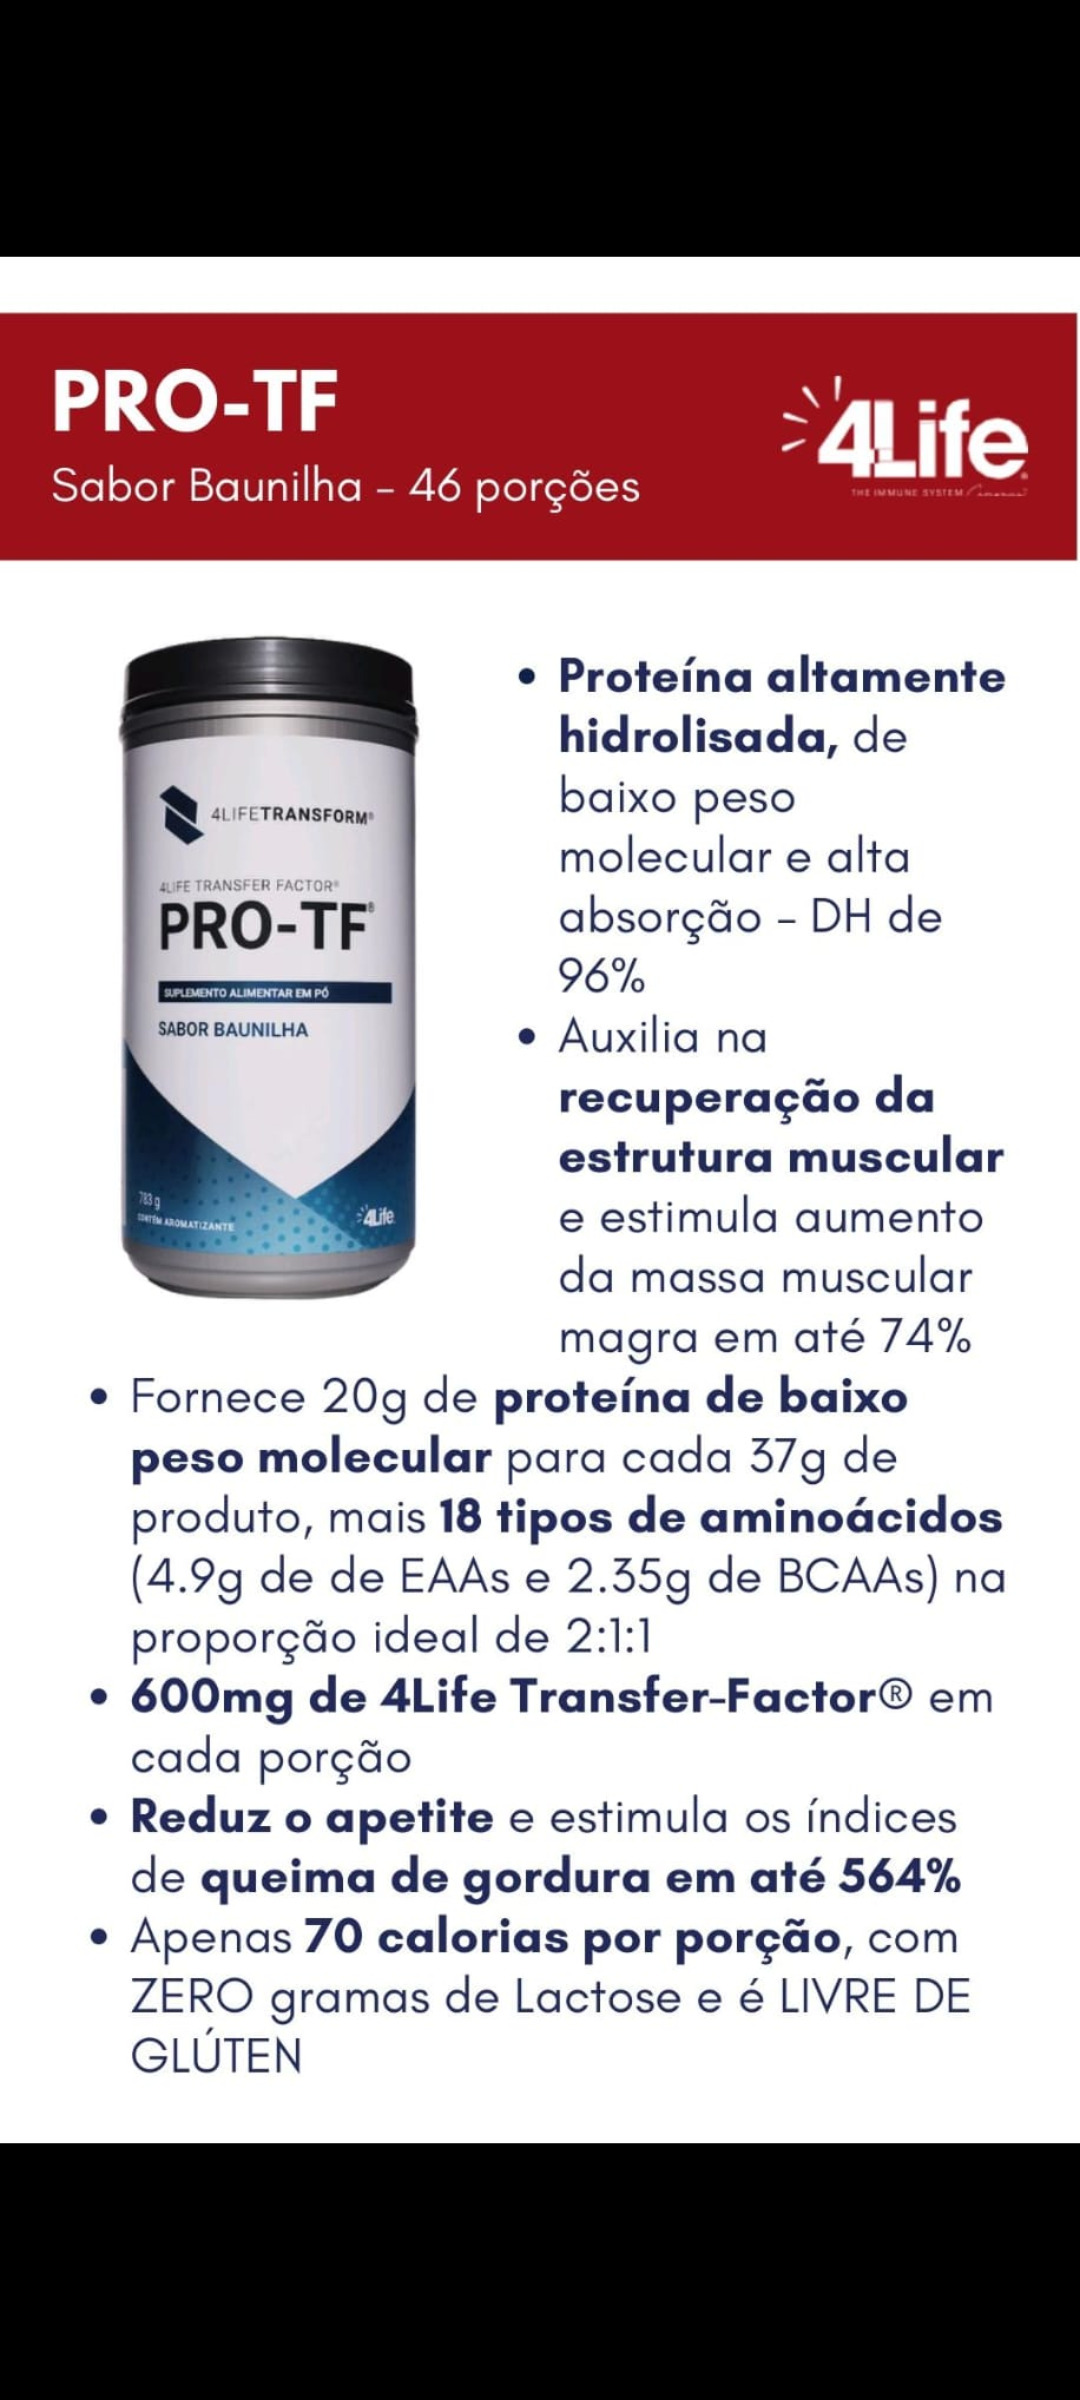 PRO-TF
Sabor Baunilha - 46 porções
4Life
THE IMMUNE SYSTEM Company
4LIFETRANSFORM®
4LIFE TRANSFER FACTOR®
PRO-TF®
SUPLEMENTO ALIMENTAR EM PÓ
SABOR BAUNILHA
783 g
CONTÉM AROMATIZANTE
4Life
• Proteína altamente
hidrolisada, de
baixo peso
molecular e alta
absorção - DH de
96%
• Auxilia na
recuperação da
estrutura muscular
e estimula aumento
da massa muscular
magra em até 74%
• Fornece 20g de proteína de baixo
peso molecular para cada 37g de
produto, mais 18 tipos de aminoácidos
(4.9g de de EAAs e 2.35g de BCAAs) na
proporção ideal de 2:1:1
• 600mg de 4Life Transfer-Factor® em
cada porção
• Reduz o apetite e estimula os índices
de queima de gordura em até 564%
• Apenas 70 calorias por porção, com
ZERO gramas de Lactose e é LIVRE DE
GLÚTEN